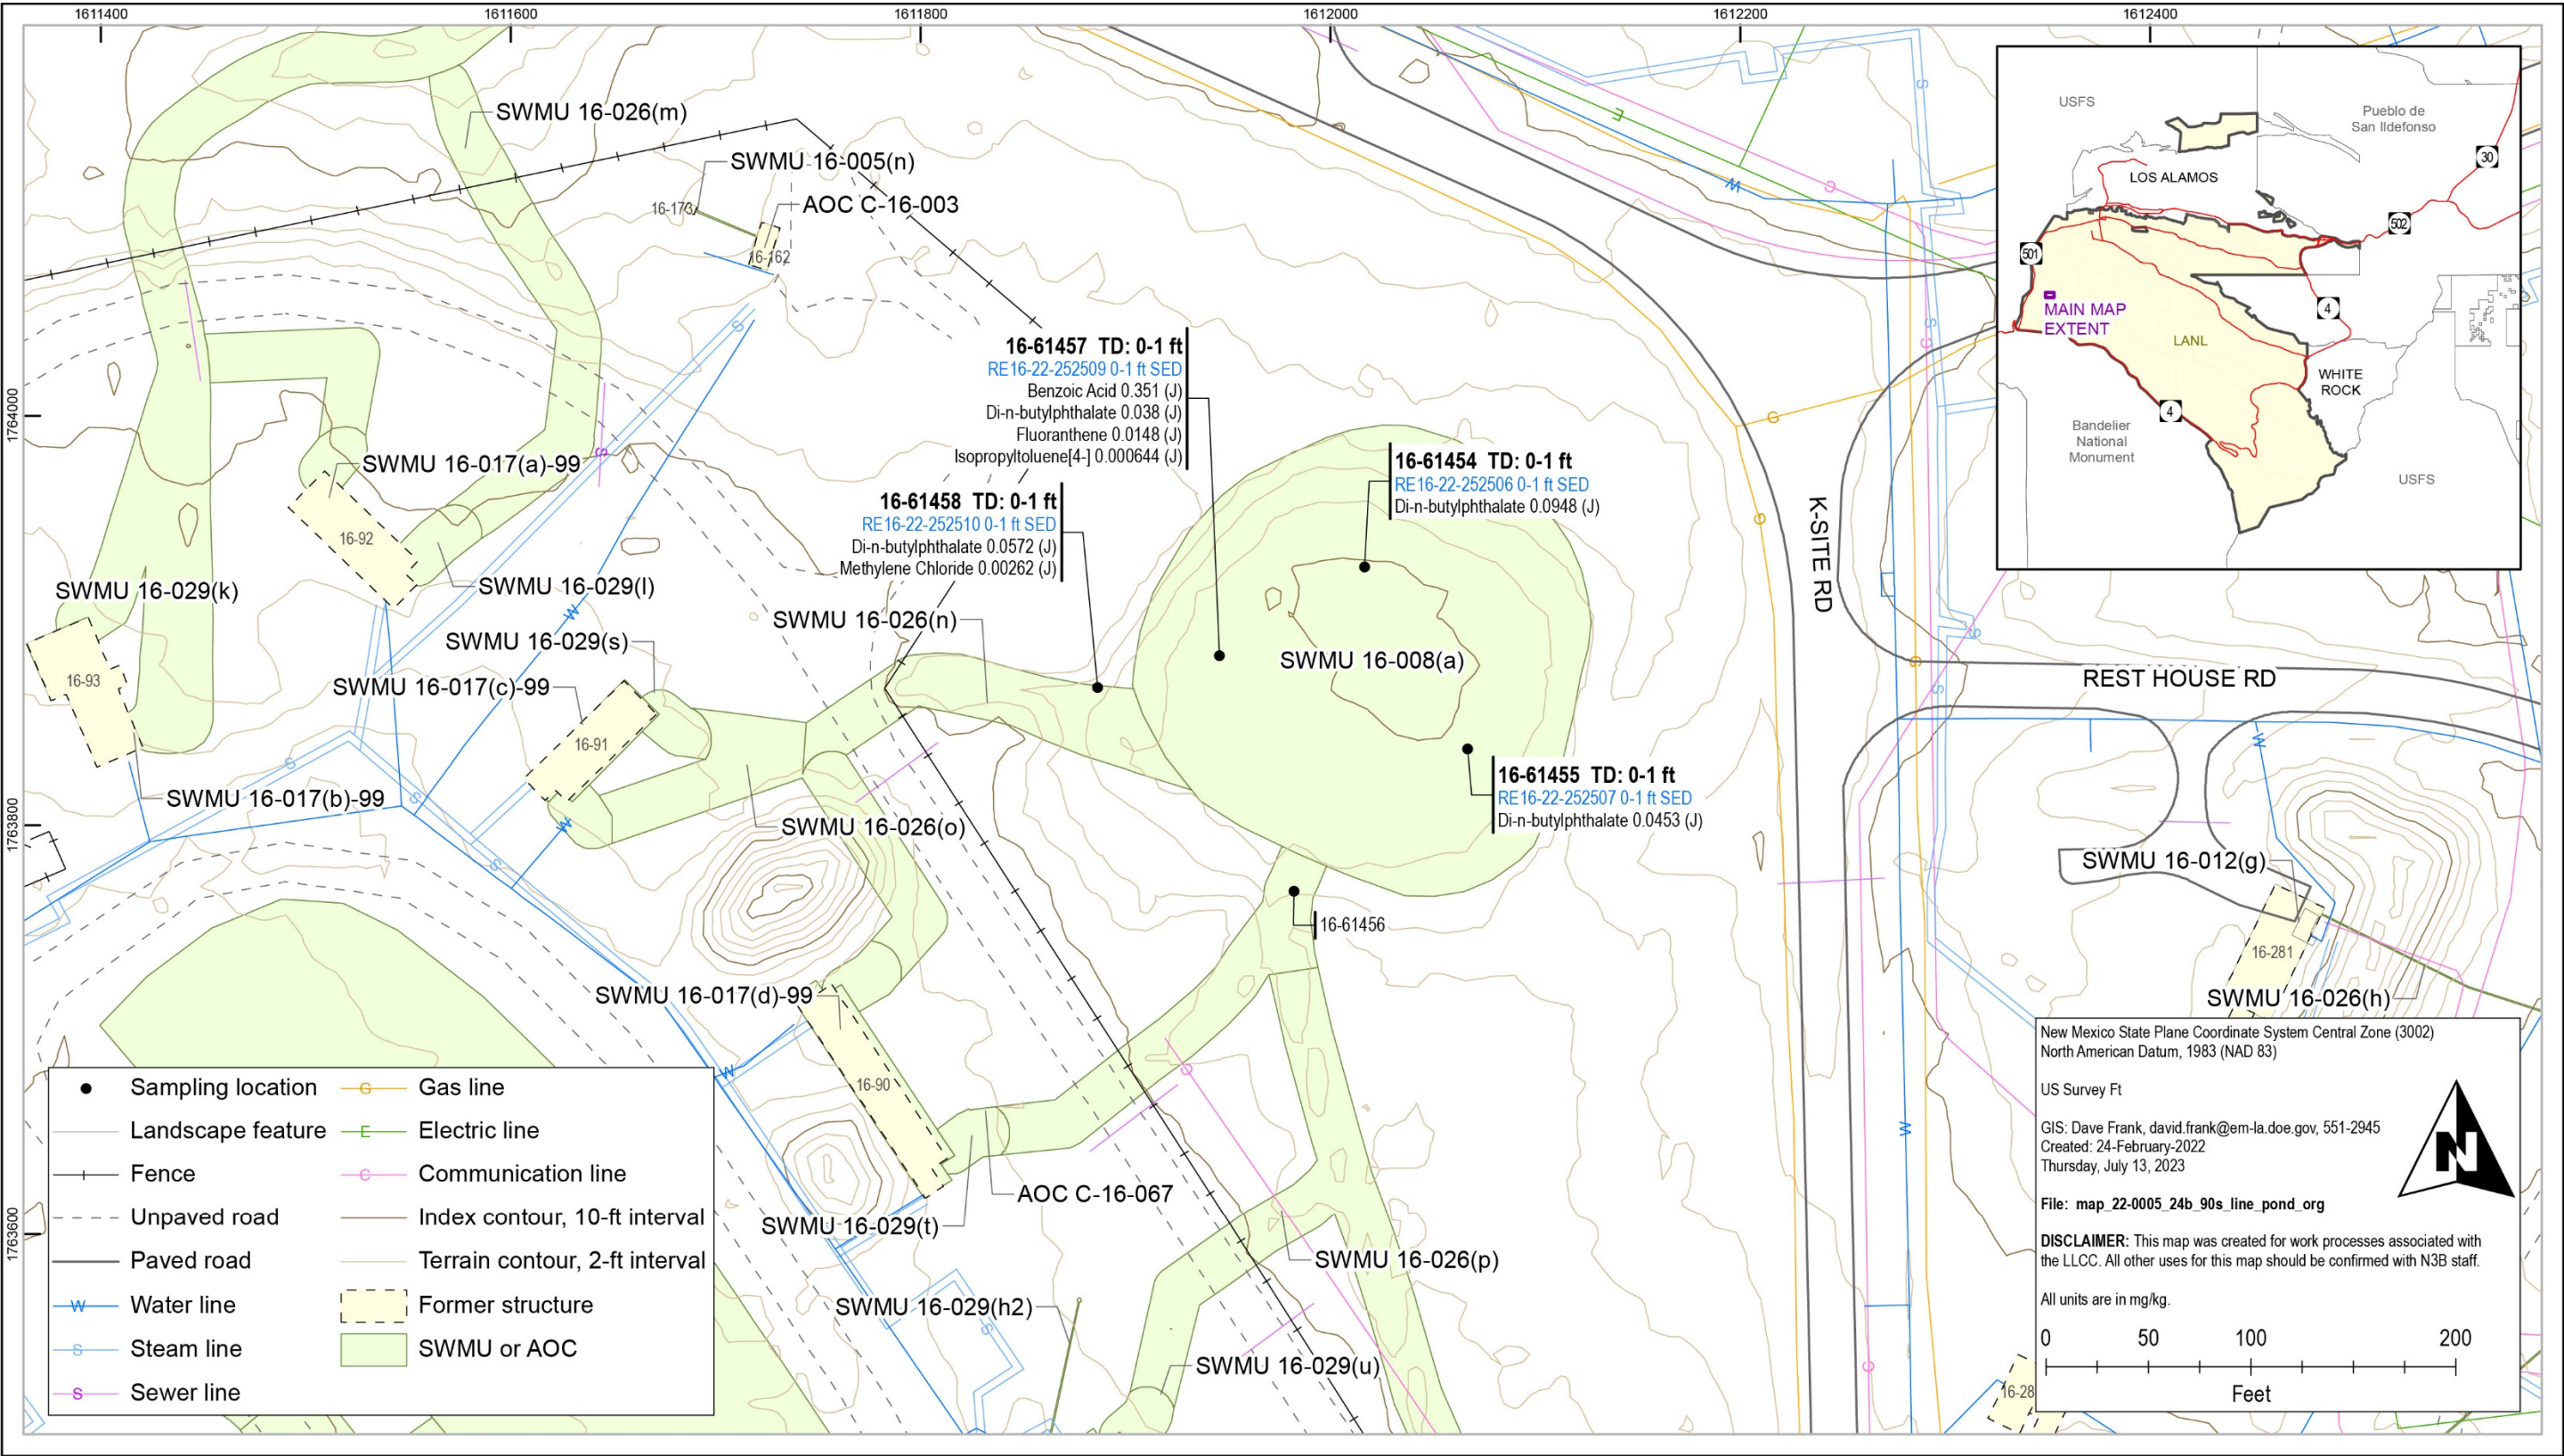 1611400
1611600
1611800
1612000
1612200
1612400
1764000
1763800
1763600
SWMU 16-026(m)
SWMU 16-005(n)
16-173
AOC C-16-003
16-162
16-61457 TD: 0-1 ft
RE16-22-252509 0-1 ft SED
Benzoic Acid 0.351 (J)
Di-n-butylphthalate 0.038 (J)
Fluoranthene 0.0148 (J)
Isopropyltoluene[4-] 0.000644 (J)
16-61458 TD: 0-1 ft
RE16-22-252510 0-1 ft SED
Di-n-butylphthalate 0.0572 (J)
Methylene Chloride 0.00262 (J)
16-61454 TD: 0-1 ft
RE16-22-252506 0-1 ft SED
Di-n-butylphthalate 0.0948 (J)
SWMU 16-017(a)-99
16-92
SWMU 16-029(l)
SWMU 16-029(k)
16-93
SWMU 16-029(s)
SWMU 16-026(n)
SWMU 16-017(c)-99
16-91
SWMU 16-008(a)
SWMU 16-017(b)-99
SWMU 16-026(o)
16-61455 TD: 0-1 ft
RE16-22-252507 0-1 ft SED
Di-n-butylphthalate 0.0453 (J)
16-61456
SWMU 16-017(d)-99
16-90
AOC C-16-067
SWMU 16-029(t)
SWMU 16-026(p)
SWMU 16-029(h2)
SWMU 16-029(u)
K-SITE RD
REST HOUSE RD
SWMU 16-012(g)
16-281
SWMU 16-026(h)
16-28
USFS
Pueblo de
San Ildefonso
30
LOS ALAMOS
502
501
MAIN MAP
EXTENT
4
LANL
WHITE
ROCK
4
Bandelier
National
Monument
USFS
Sampling location
Landscape feature
Fence
Unpaved road
Paved road
W Water line
S Steam line
S Sewer line
G Gas line
E Electric line
C Communication line
Index contour, 10-ft interval
Terrain contour, 2-ft interval
Former structure
SWMU or AOC
New Mexico State Plane Coordinate System Central Zone (3002)
North American Datum, 1983 (NAD 83)
US Survey Ft
GIS: Dave Frank, david.frank@em-la.doe.gov, 551-2945
Created: 24-February-2022
Thursday, July 13, 2023
N
File: map_22-0005_24b_90s_line_pond_org
DISCLAIMER: This map was created for work processes associated with
the LLCC. All other uses for this map should be confirmed with N3B staff.
All units are in mg/kg.
0 50 100 200
Feet